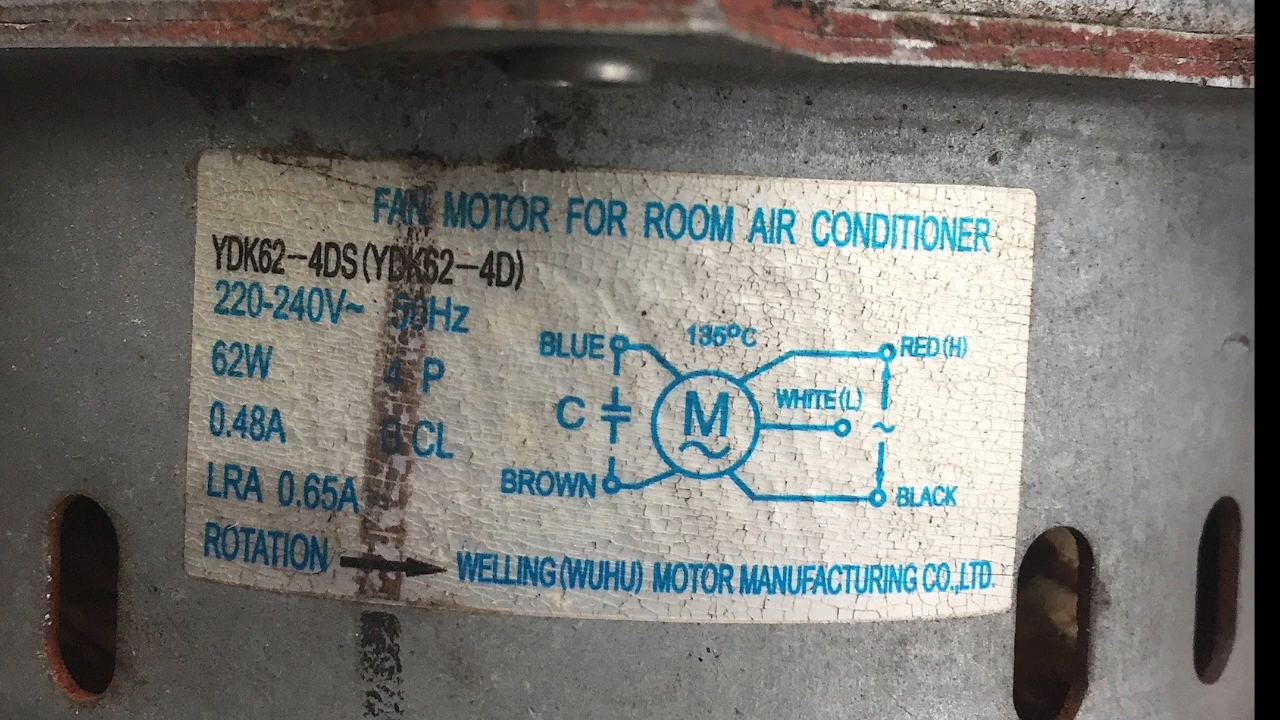 FAN MOTOR FOR ROOM AIR CONDITIONER
YDK62-4DS(YDK62-4D)
220-240V~ 50Hz
62W 4 P
0.48A B CL
LRA 0.65A
ROTATION
BLUE
135°C
RED(H)
C
M
~
WHITE(L)
~
BROWN
BLACK
WELLING(WUHU) MOTOR MANUFACTURING CO.,LTD.